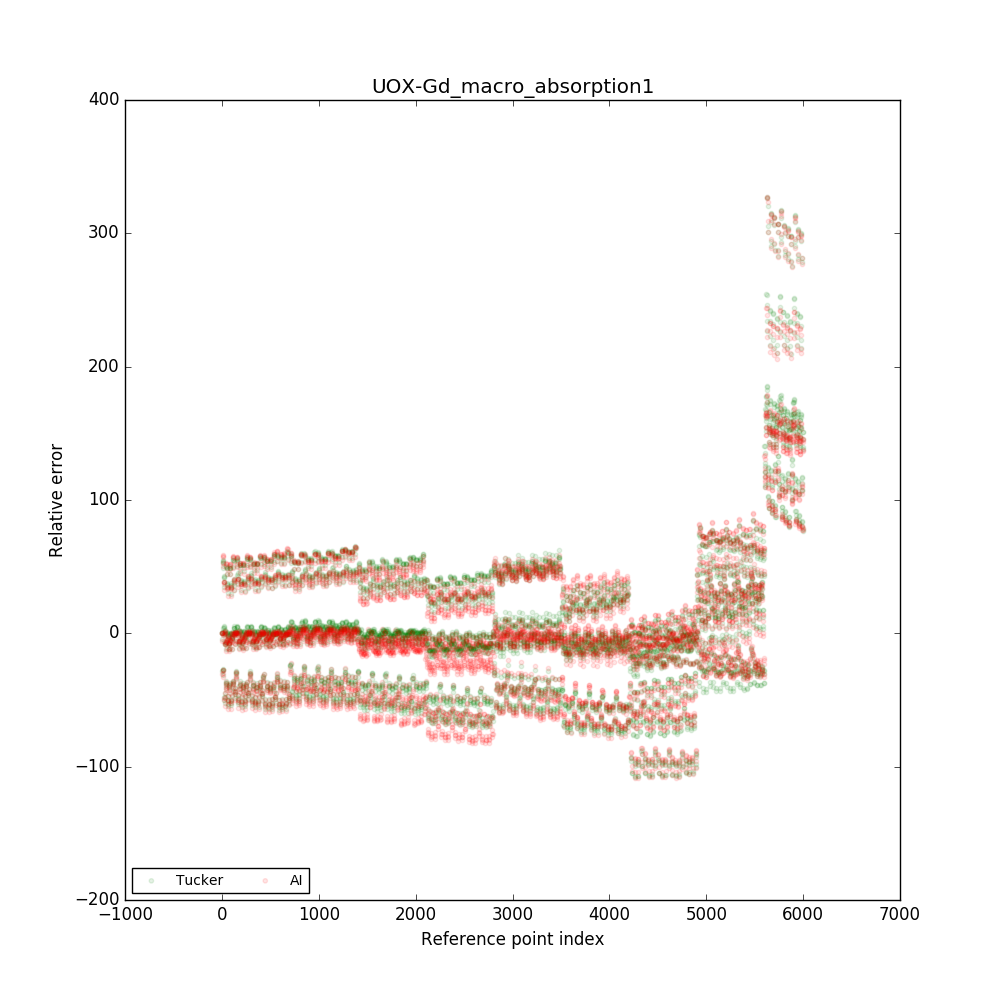 UOX-Gd_macro_absorption1
400
300
200
100
0
−100
−200
Relative error
−1000 0 1000 2000 3000 4000 5000 6000 7000
Reference point index
Tucker AI